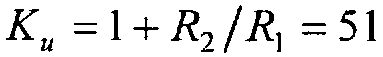 K_u = 1 + R_2/R_1 = 51